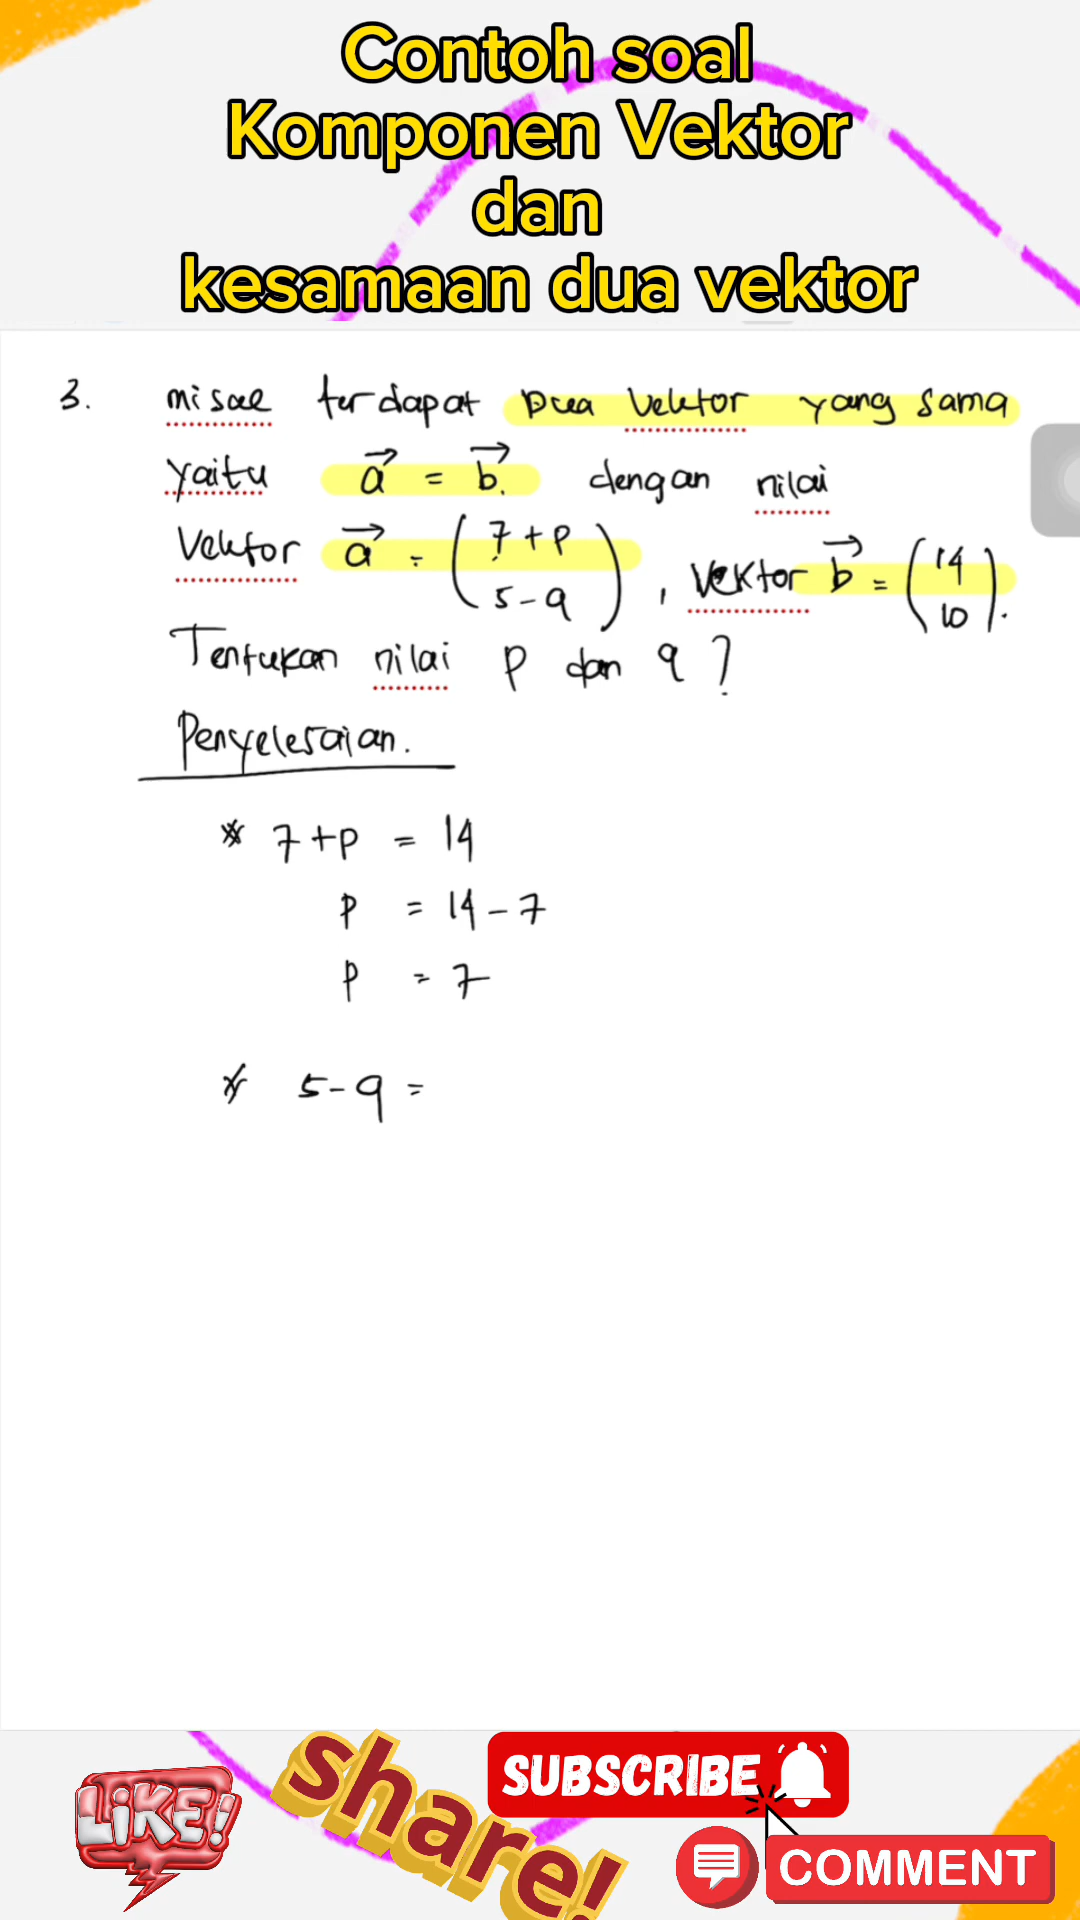 Contoh soal
Komponen Vektor
dan
kesamaan dua vektor
3. misal terdapat Dua Vektor yang sama
yaitu a⃗ = b⃗. dengan nilai
Vektor a⃗ = (7+p
5-q), Vektor b⃗ = (14
10).
Tentukan nilai p dan q?
Penyelesaian.
* 7+p = 14
p = 14-7
p = 7
* 5-q =
LiKE!
share!
SUBSCRIBE
COMMENT